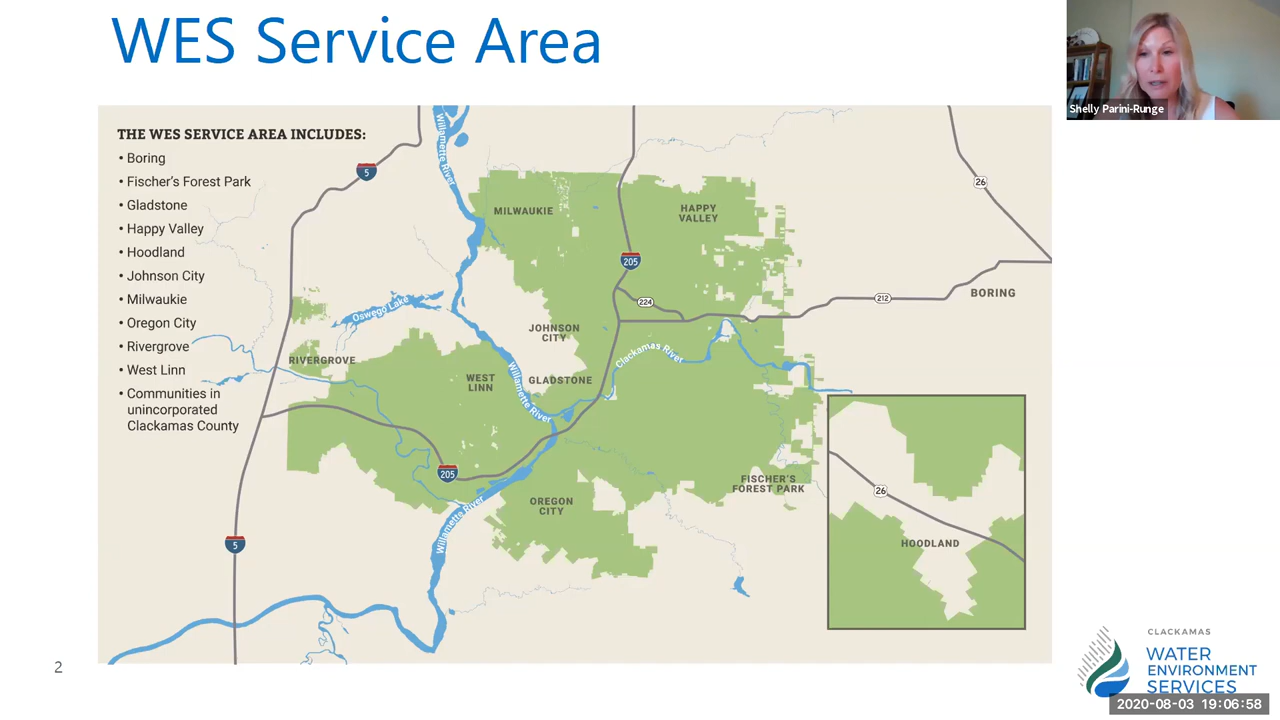 WES Service Area
Shelly Parini-Runge
THE WES SERVICE AREA INCLUDES:
• Boring
• Fischer's Forest Park
• Gladstone
• Happy Valley
• Hoodland
• Johnson City
• Milwaukie
• Oregon City
• Rivergrove
• West Linn
• Communities in
unincorporated
Clackamas County
5
Willamette River
26
MILWAUKIE
HAPPY
VALLEY
205
224
212
BORING
Oswego Lake
JOHNSON
CITY
Clackamas River
RIVERGROVE
WEST
LINN
GLADSTONE
Willamette River
205
FISCHER'S
FOREST PARK
OREGON
CITY
Willamette River
26
HOODLAND
5
2
CLACKAMAS
WATER
ENVIRONMENT
SERVICES
2020-08-03 19:06:58